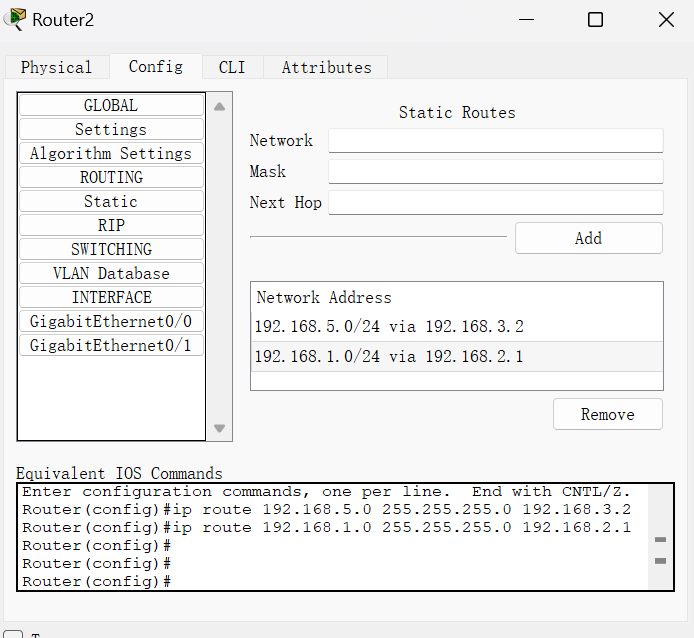 Router2
Physical Config CLI Attributes
GLOBAL
Settings
Algorithm Settings
ROUTING
Static
RIP
SWITCHING
VLAN Database
INTERFACE
GigabitEthernet0/0
GigabitEthernet0/1
Static Routes
Network
Mask
Next Hop
Add
Network Address
192.168.5.0/24 via 192.168.3.2
192.168.1.0/24 via 192.168.2.1
Remove
Equivalent IOS Commands
Enter configuration commands, one per line.  End with CNTL/Z.
Router(config)#ip route 192.168.5.0 255.255.255.0 192.168.3.2
Router(config)#ip route 192.168.1.0 255.255.255.0 192.168.2.1
Router(config)#
Router(config)#
Router(config)#